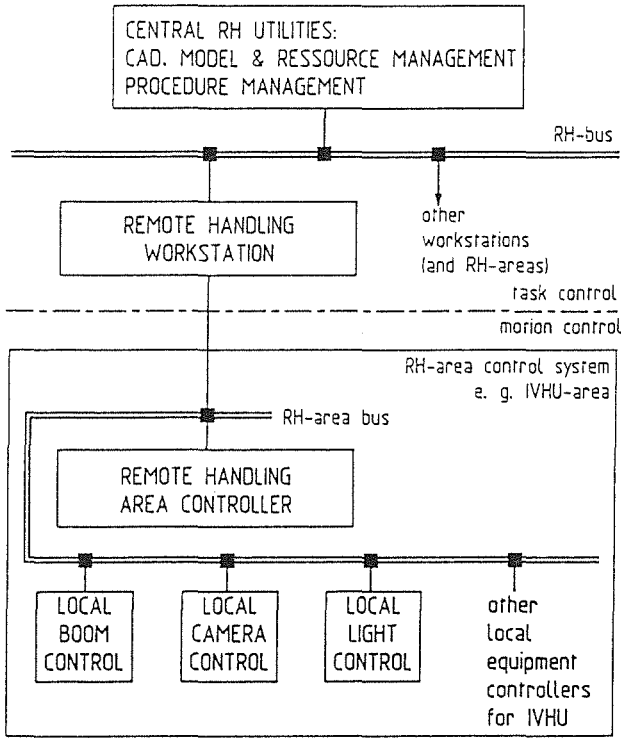 CENTRAL RH UTILITIES:
CAD. MODEL & RESSOURCE MANAGEMENT
PROCEDURE MANAGEMENT
RH-bus
REMOTE HANDLING
WORKSTATION
other
workstations
(and RH-areas)
task control
motion control
RH-area control system
e. g. IVHU-area
RH-area bus
REMOTE HANDLING
AREA CONTROLLER
LOCAL
BOOM
CONTROL
LOCAL
CAMERA
CONTROL
LOCAL
LIGHT
CONTROL
other
local
equipment
controllers
for IVHU